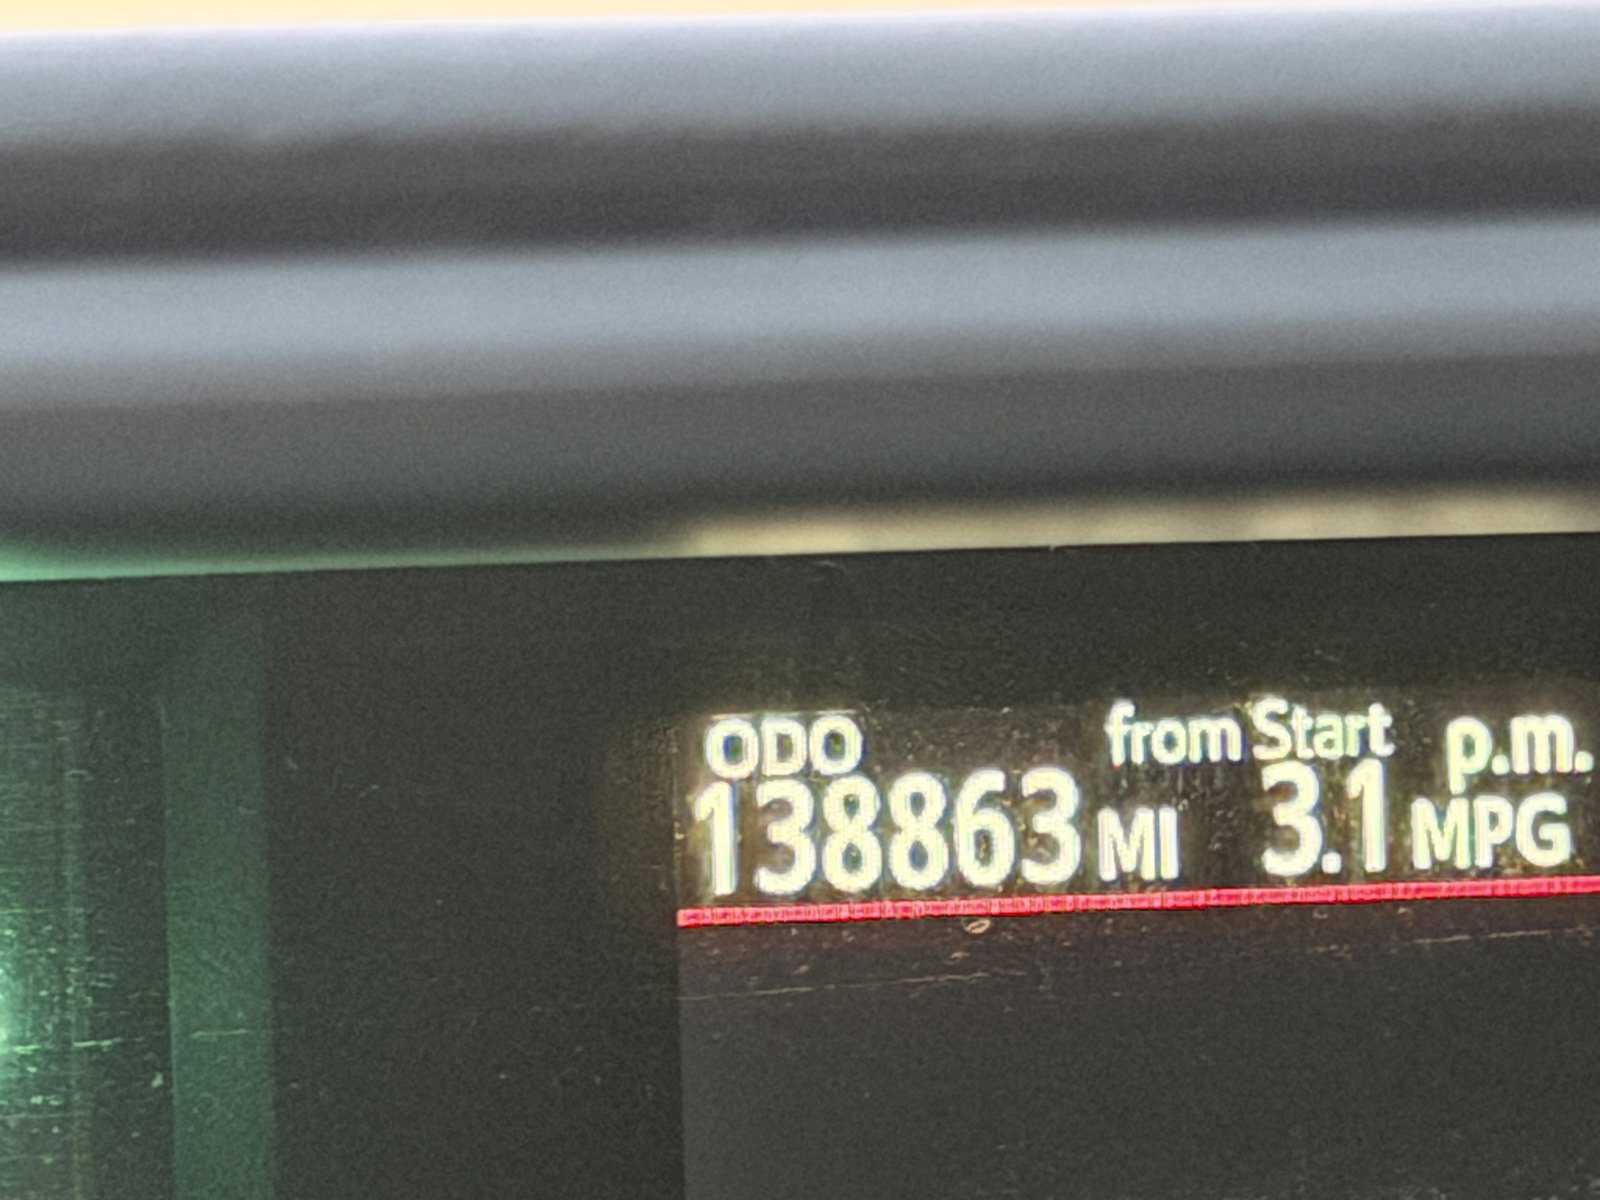 ODO from Start p.m.
138863 MI 3.1 MPG